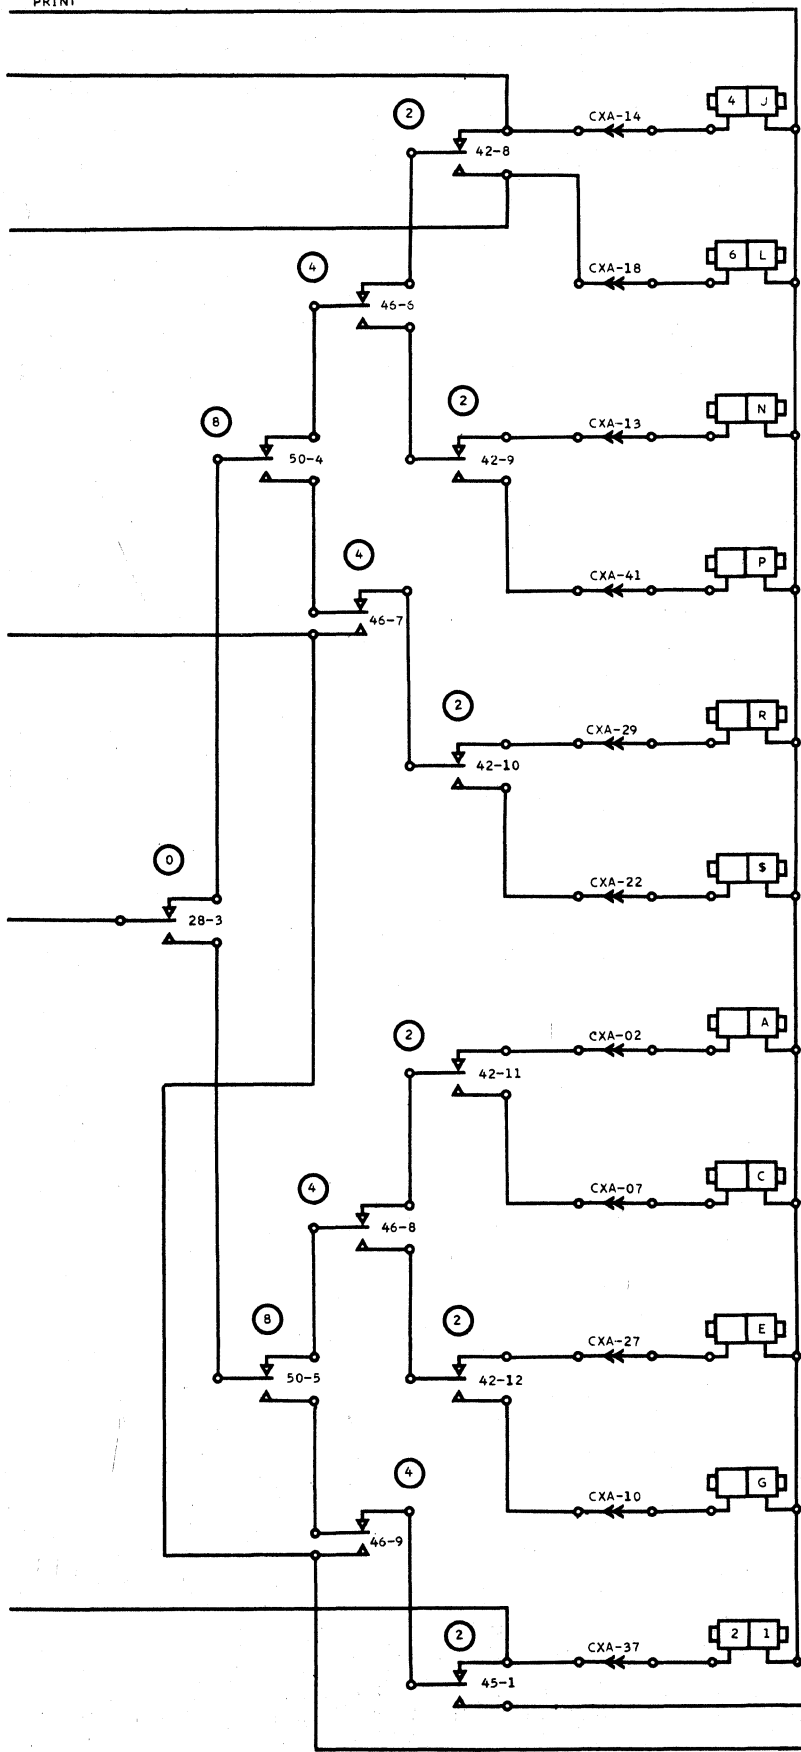 PRINT
2 CXA-14 4 J
42-8
4 CXA-18 6 L
46-6
8 2 CXA-13 N
50-4 42-9
4 CXA-41 P
46-7
2 CXA-29 R
42-10
0 CXA-22 $
28-3
2 CXA-02 A
42-11
4 CXA-07 C
46-8
8 2 CXA-27 E
50-5 42-12
4 CXA-10 G
46-9
2 CXA-37 2 1
45-1